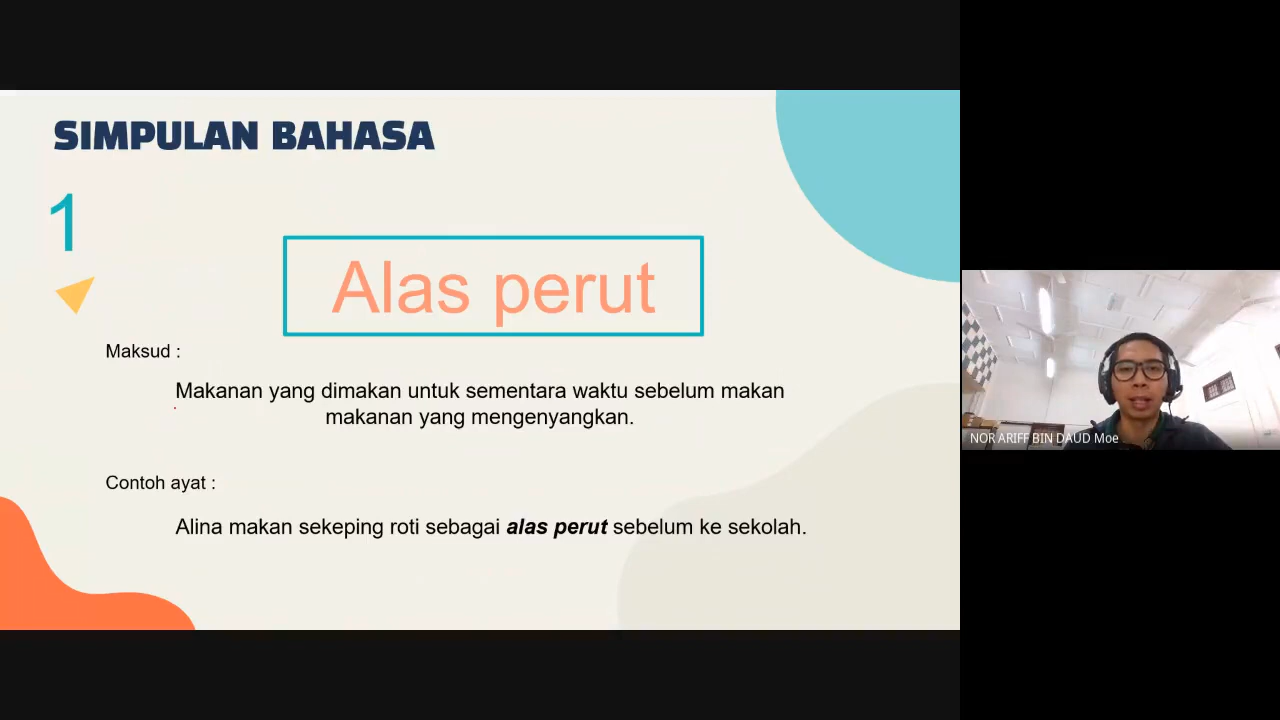 SIMPULAN BAHASA
1
Alas perut
Maksud :
Makanan yang dimakan untuk sementara waktu sebelum makan
makanan yang mengenyangkan.
Contoh ayat :
Alina makan sekeping roti sebagai alas perut sebelum ke sekolah.
NOR ARIFF BIN DAUD Moe